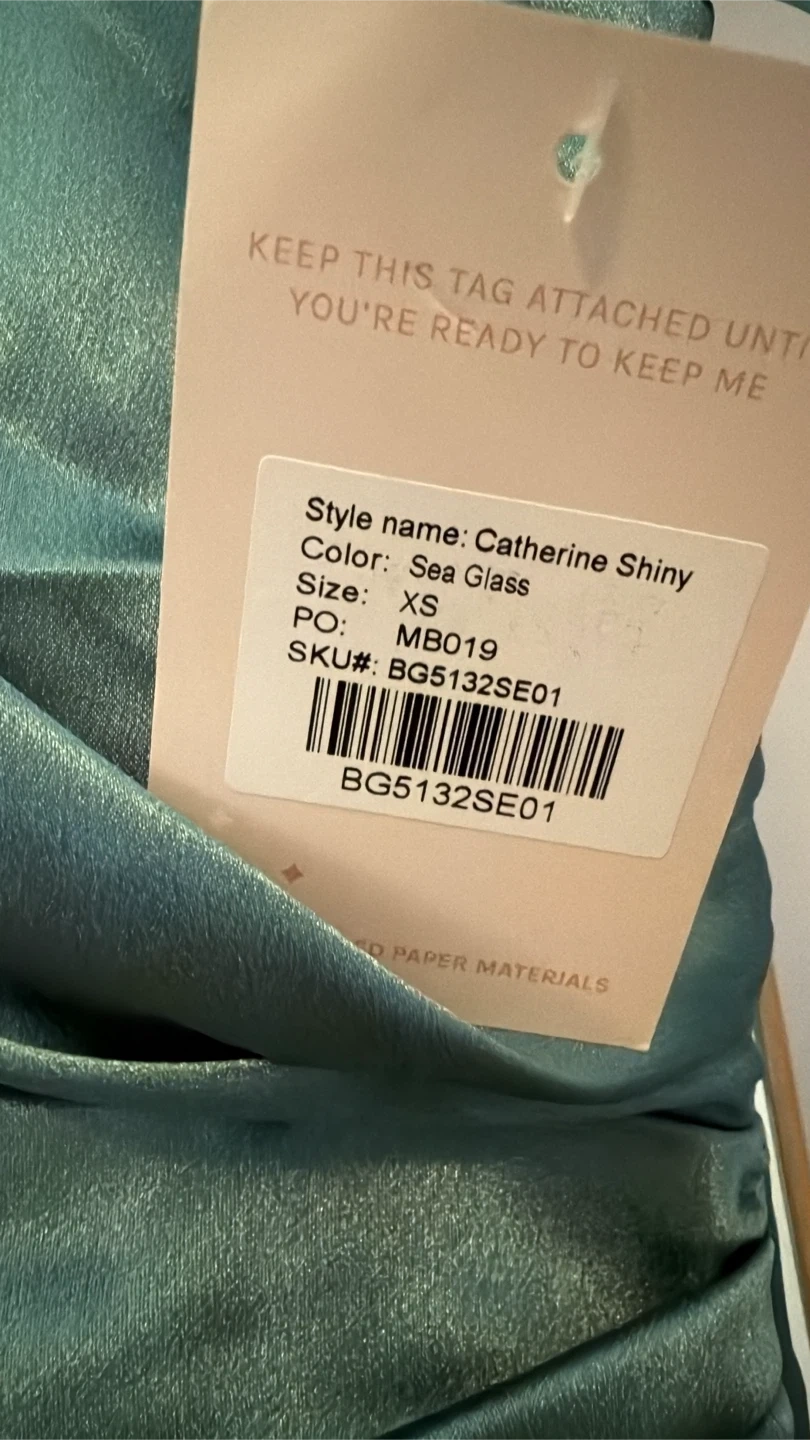 KEEP THIS TAG ATTACHED UNTI
YOU'RE READY TO KEEP ME
Style name: Catherine Shiny
Color: Sea Glass
Size: XS
PO: MB019
SKU#: BG5132SE01
BG5132SE01
ED PAPER MATERIALS